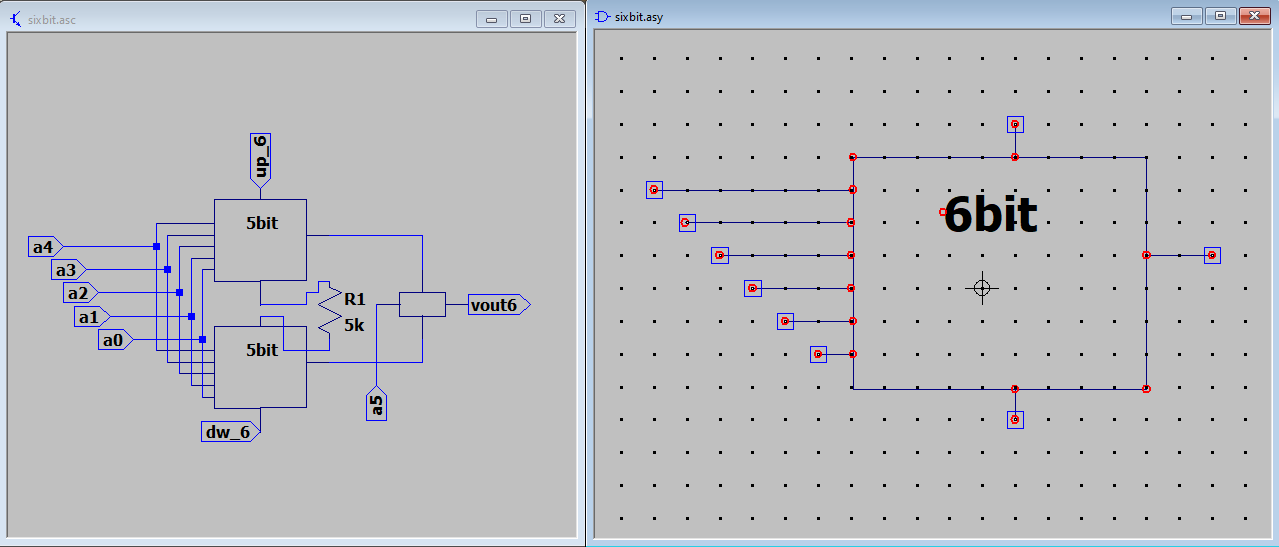 sixbit.asc
up_6
5bit
a4
a3
a2
a1
a0
R1
5k
vout6
5bit
a5
dw_6
sixbit.asy
6bit